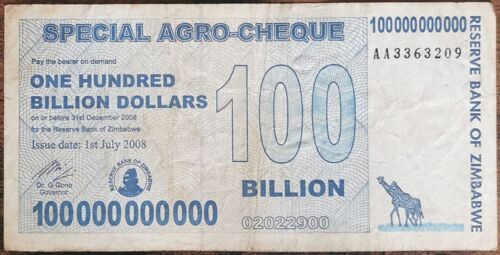 SPECIAL AGRO-CHEQUE
100000000000
AA3363209
Pay the bearer on demand
ONE HUNDRED
BILLION DOLLARS
on or before 31st December 2008
for the Reserve Bank of Zimbabwe
Issue date: 1st July 2008
100
BILLION
Dr. G Gono
Governor
RESERVE BANK OF ZIMBABWE
100000000000
02022900
RESERVE BANK OF ZIMBABWE